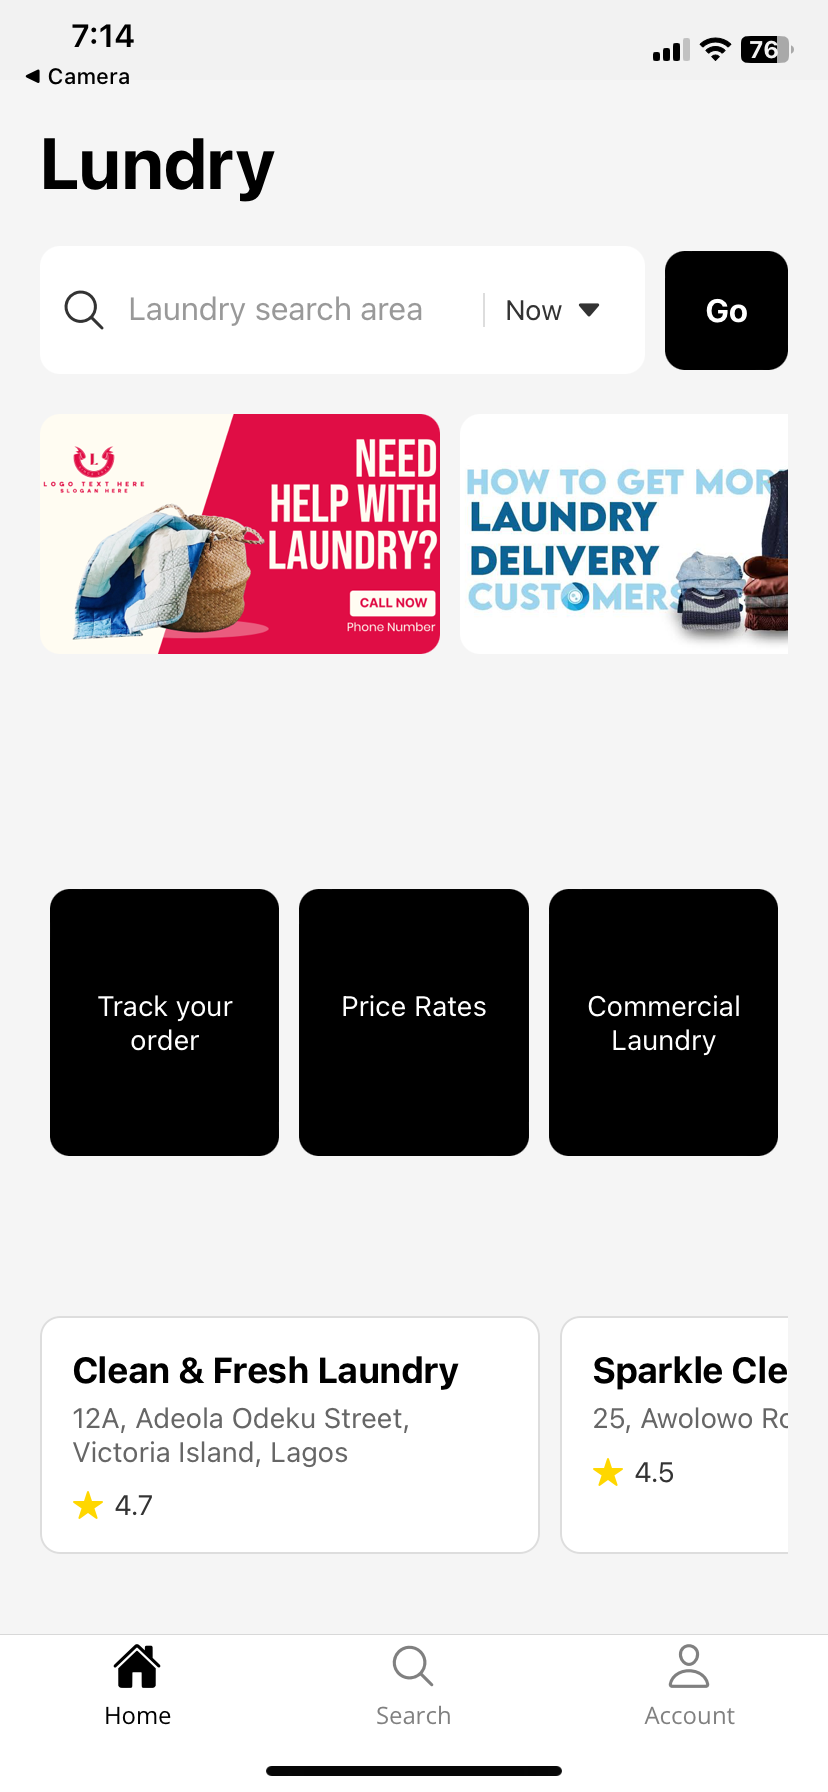 7:14
76
◀ Camera
Lundry
Laundry search area
Now
Go
LOGO TEXT HERE
SLOGAN HERE
NEED
HELP WITH
LAUNDRY?
CALL NOW
Phone Number
HOW TO GET MOR
LAUNDRY
DELIVERY
CUSTOMERS
Track your
order
Price Rates
Commercial
Laundry
Clean & Fresh Laundry
12A, Adeola Odeku Street,
Victoria Island, Lagos
4.7
Sparkle Cle
25, Awolowo Ro
4.5
Home
Search
Account